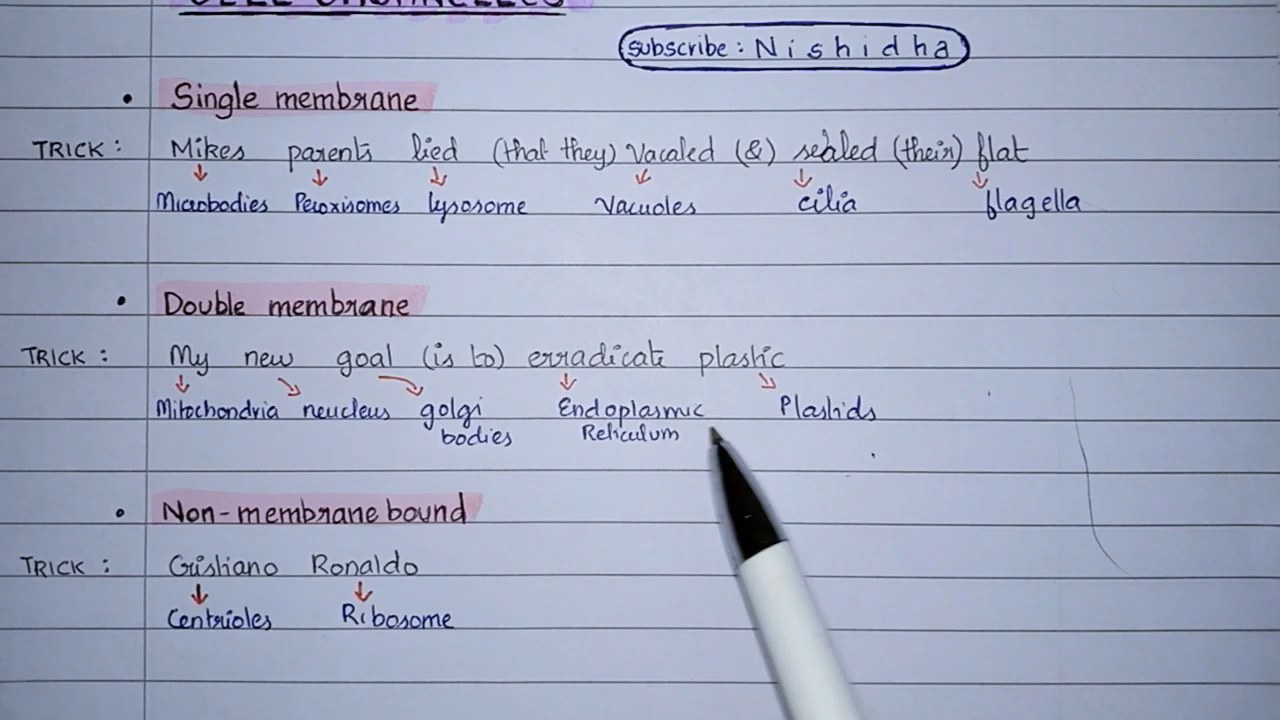 subscribe: Nishidha
• Single membrane
TRICK: Mikes parents lied (that they) Vacated (&) sealed (their) flat
Microbodies Peroxisomes Lysosome Vacuoles cilia flagella
• Double membrane
TRICK: My new goal (is to) erradicate plastic
Mitochondria neucleus golgi bodies Endoplasmic Reticulum Plastids
• Non-membrane bound
TRICK: Cristiano Ronaldo
Centrioles Ribosome